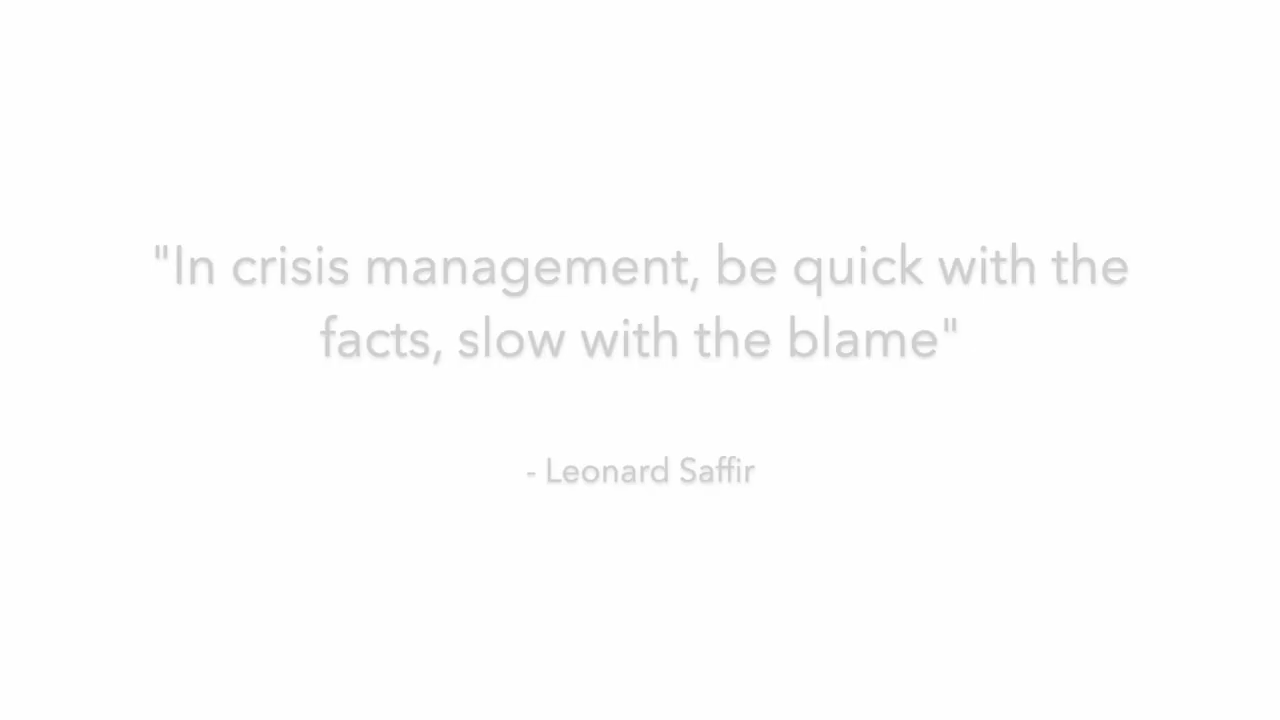 "In crisis management, be quick with the
facts, slow with the blame"
- Leonard Saffir